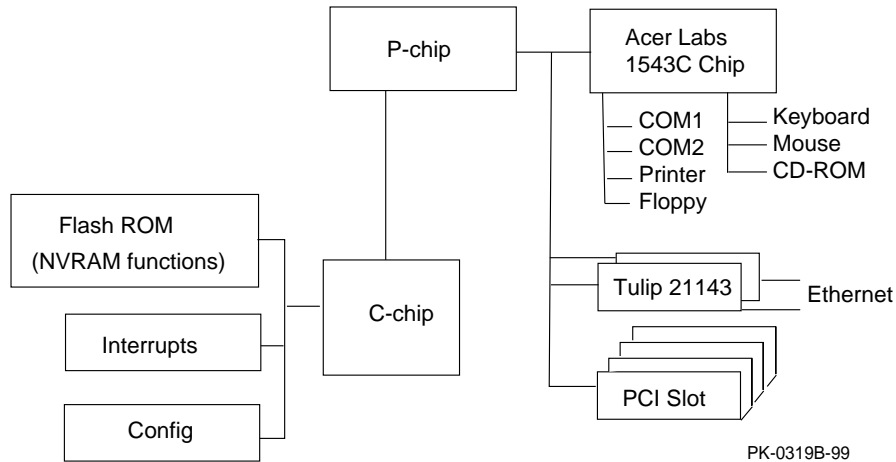 P-chip
Acer Labs
1543C Chip
COM1
COM2
Printer
Floppy
Keyboard
Mouse
CD-ROM
Flash ROM
(NVRAM functions)
C-chip
Tulip 21143
Ethernet
Interrupts
PCI Slot
Config
PK-0319B-99